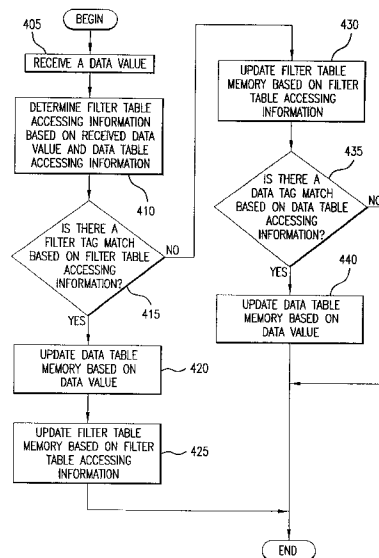 BEGIN
405
RECEIVE A DATA VALUE
DETERMINE FILTER TABLE
ACCESSING INFORMATION
BASED ON RECEIVED DATA
VALUE AND DATA TABLE
ACCESSING INFORMATION
410
IS THERE A
FILTER TAG MATCH
BASED ON FILTER TABLE
ACCESSING
INFORMATION?
NO
415
YES
UPDATE DATA TABLE
MEMORY BASED ON
DATA VALUE
420
UPDATE FILTER TABLE
MEMORY BASED ON FILTER
TABLE ACCESSING
INFORMATION
425
430
UPDATE FILTER TABLE
MEMORY BASED ON FILTER
TABLE ACCESSING
INFORMATION
435
IS THERE A
DATA TAG MATCH
BASED ON DATA TABLE
ACCESSING
INFORMATION?
NO
YES
440
UPDATE DATA TABLE
MEMORY BASED ON
DATA VALUE
END